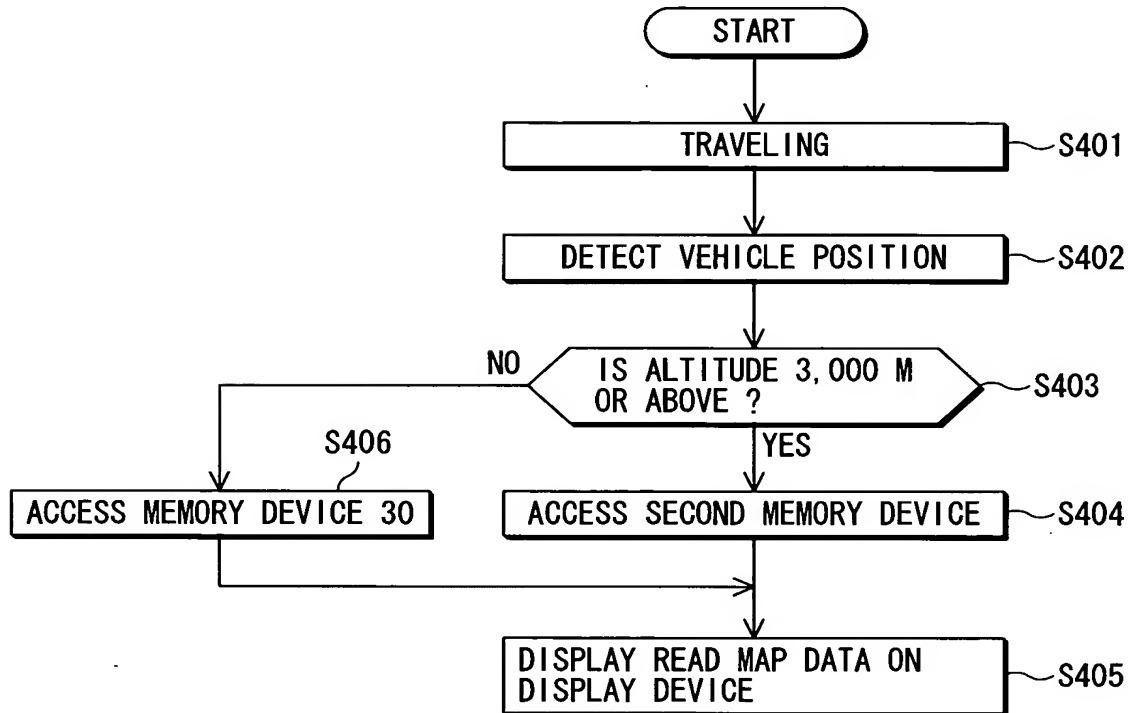 START
TRAVELING
S401
DETECT VEHICLE POSITION
S402
NO
IS ALTITUDE 3,000 M
OR ABOVE ?
S403
YES
S406
ACCESS MEMORY DEVICE 30
ACCESS SECOND MEMORY DEVICE
S404
DISPLAY READ MAP DATA ON
DISPLAY DEVICE
S405